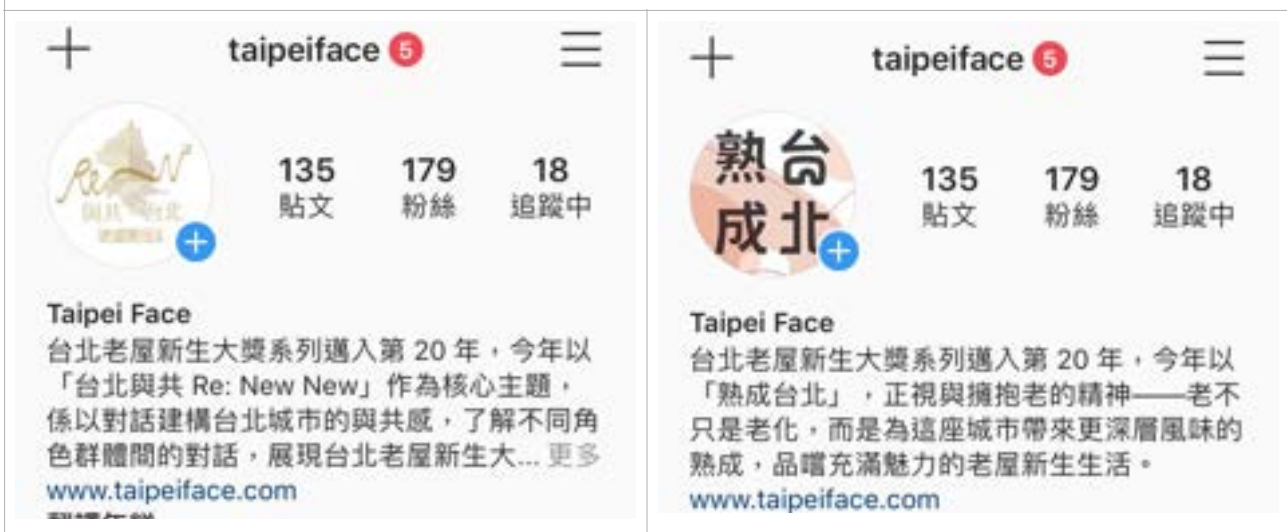 taipeiface 5
Re N
與共 台北
135 179 18
貼文 粉絲 追蹤中
Taipei Face
台北老屋新生大獎系列邁入第 20 年，今年以
「台北與共 Re: New New」作為核心主題，
係以對話建構台北城市的與共感，了解不同角
色群體間的對話，展現台北老屋新生大... 更多
www.taipeiface.com
taipeiface 5
熟台
成北
135 179 18
貼文 粉絲 追蹤中
Taipei Face
台北老屋新生大獎系列邁入第 20 年，今年以
「熟成台北」，正視與擁抱老的精神——老不
只是老化，而是為這座城市帶來更深層風味的
熟成，品嚐充滿魅力的老屋新生生活。
www.taipeiface.com